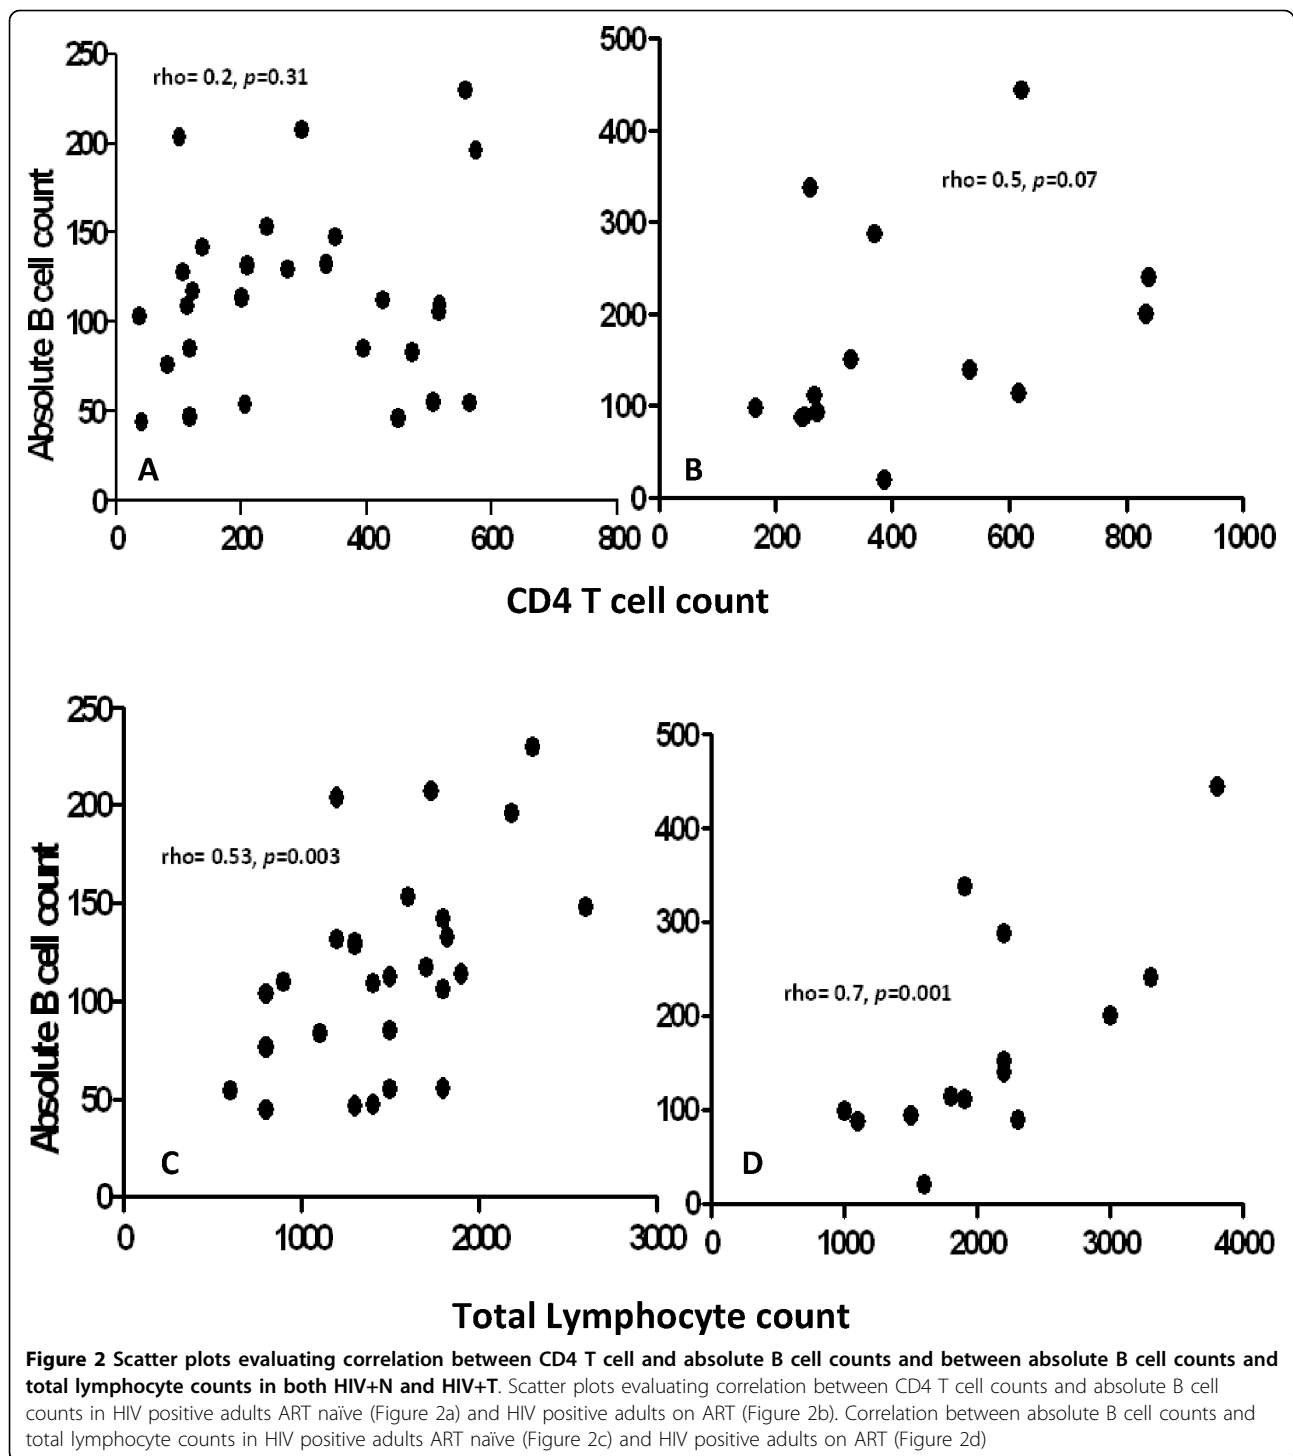 250
200
150
100
50
0
Absolute B cell count
rho= 0.2, p=0.31
A
0 200 400 600 800
500
400
300
200
100
0
rho= 0.5, p=0.07
B
0 200 400 600 800 1000
CD4 T cell count
250
200
150
100
50
0
Absolute B cell count
rho= 0.53, p=0.003
C
0 1000 2000 3000
500
400
300
200
100
0
rho= 0.7, p=0.001
D
0 1000 2000 3000 4000
Total Lymphocyte count
Figure 2 Scatter plots evaluating correlation between CD4 T cell and absolute B cell counts and between absolute B cell counts and
total lymphocyte counts in both HIV+N and HIV+T. Scatter plots evaluating correlation between CD4 T cell counts and absolute B cell
counts in HIV positive adults ART naïve (Figure 2a) and HIV positive adults on ART (Figure 2b). Correlation between absolute B cell counts and
total lymphocyte counts in HIV positive adults ART naïve (Figure 2c) and HIV positive adults on ART (Figure 2d)